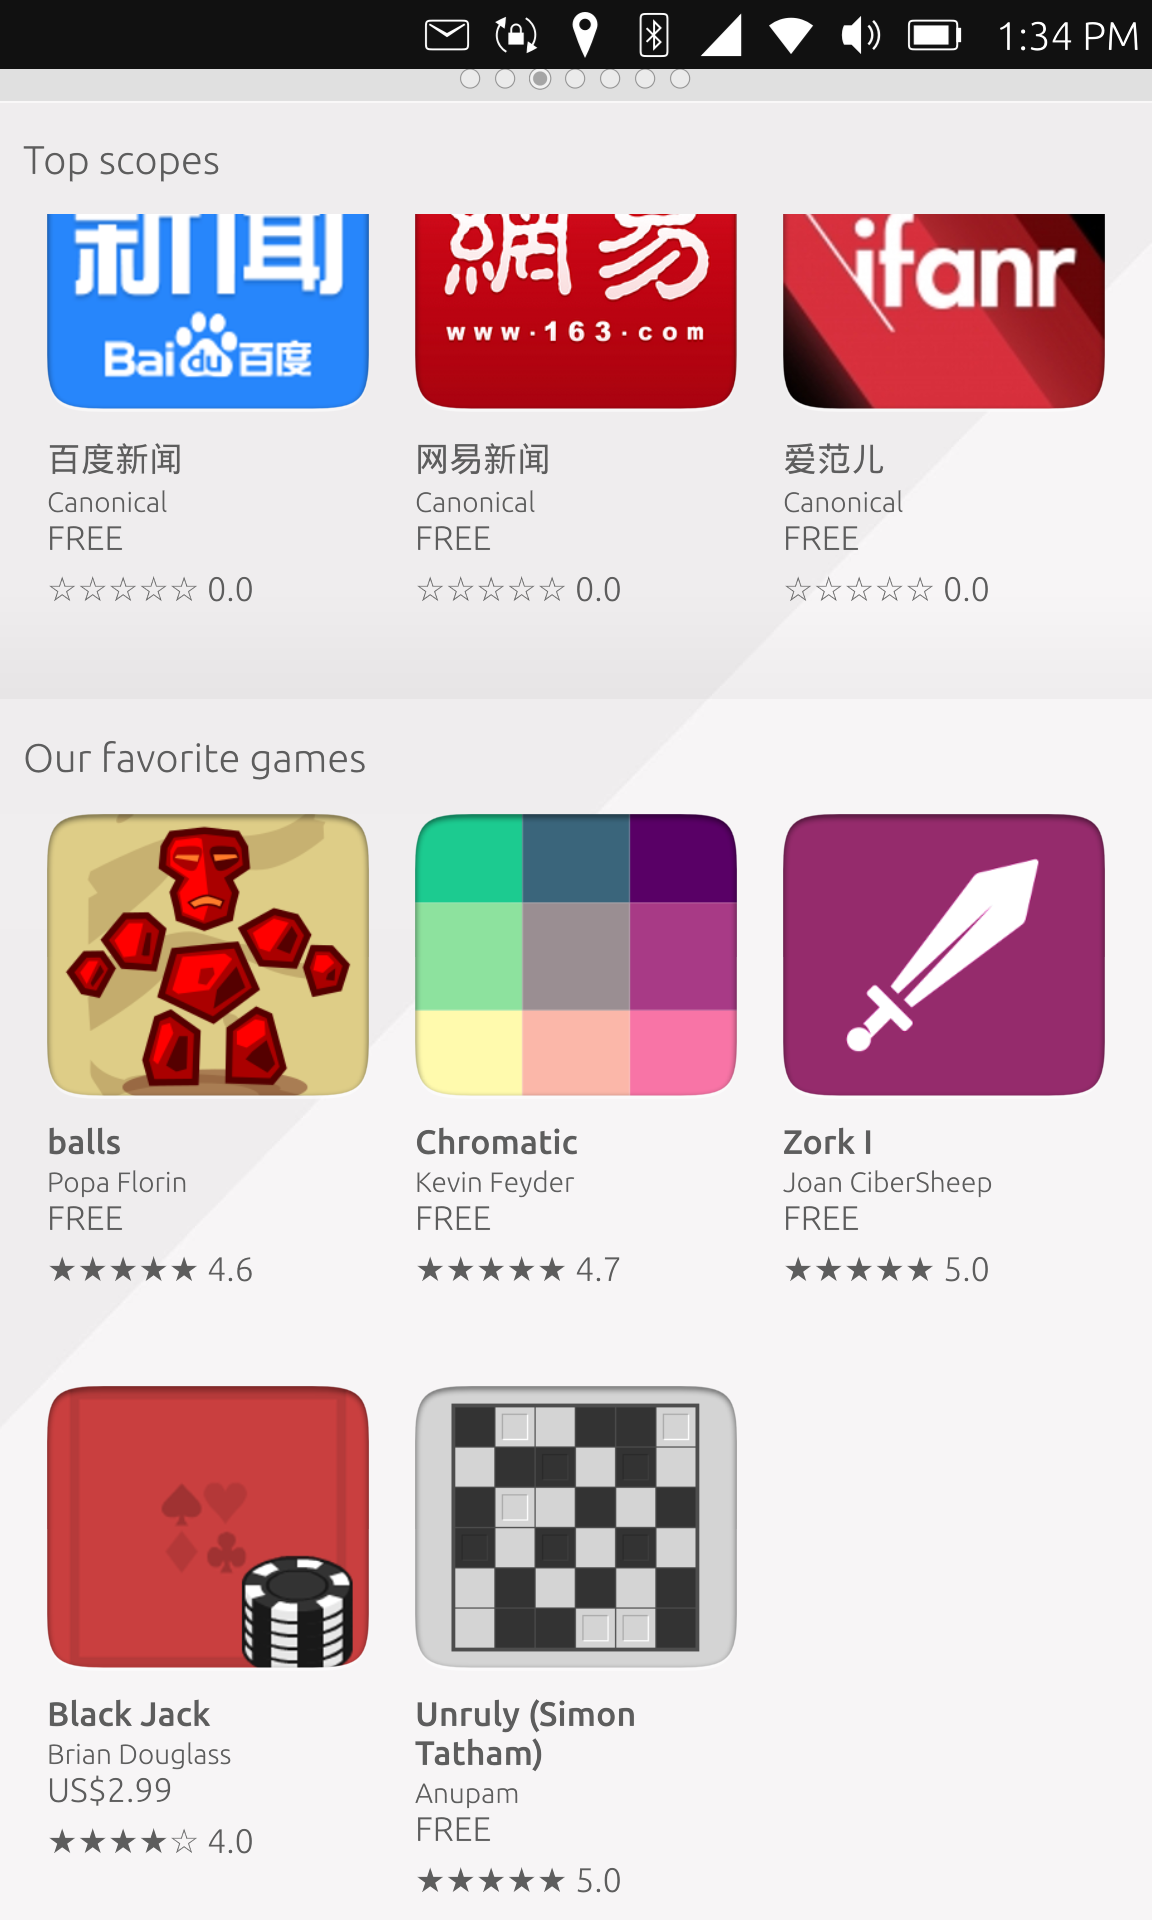 1:34 PM
Top scopes
新闻
Bai du 百度
網易
www·163·com
ifanr
百度新闻
Canonical
FREE
☆☆☆☆☆ 0.0
网易新闻
Canonical
FREE
☆☆☆☆☆ 0.0
爱范儿
Canonical
FREE
☆☆☆☆☆ 0.0
Our favorite games
balls
Popa Florin
FREE
★★★★★ 4.6
Chromatic
Kevin Feyder
FREE
★★★★★ 4.7
Zork I
Joan CiberSheep
FREE
★★★★★ 5.0
Black Jack
Brian Douglass
US$2.99
★★★★☆ 4.0
Unruly (Simon
Tatham)
Anupam
FREE
★★★★★ 5.0